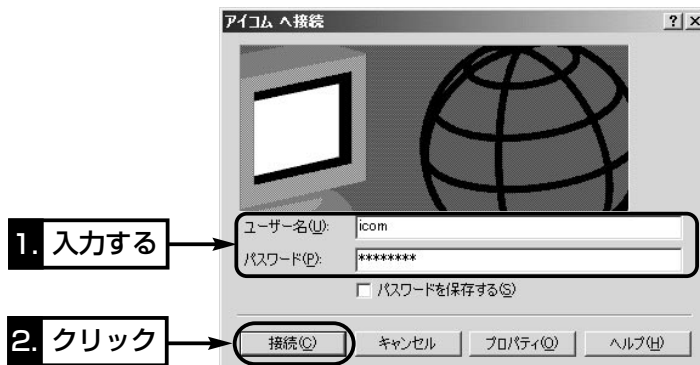 アイコム へ接続
ユーザー名(U):
icom
1. 入力する
パスワード(P):
********
パスワードを保存する(S)
2. クリック
接続(C)
キャンセル
プロパティ(O)
ヘルプ(H)